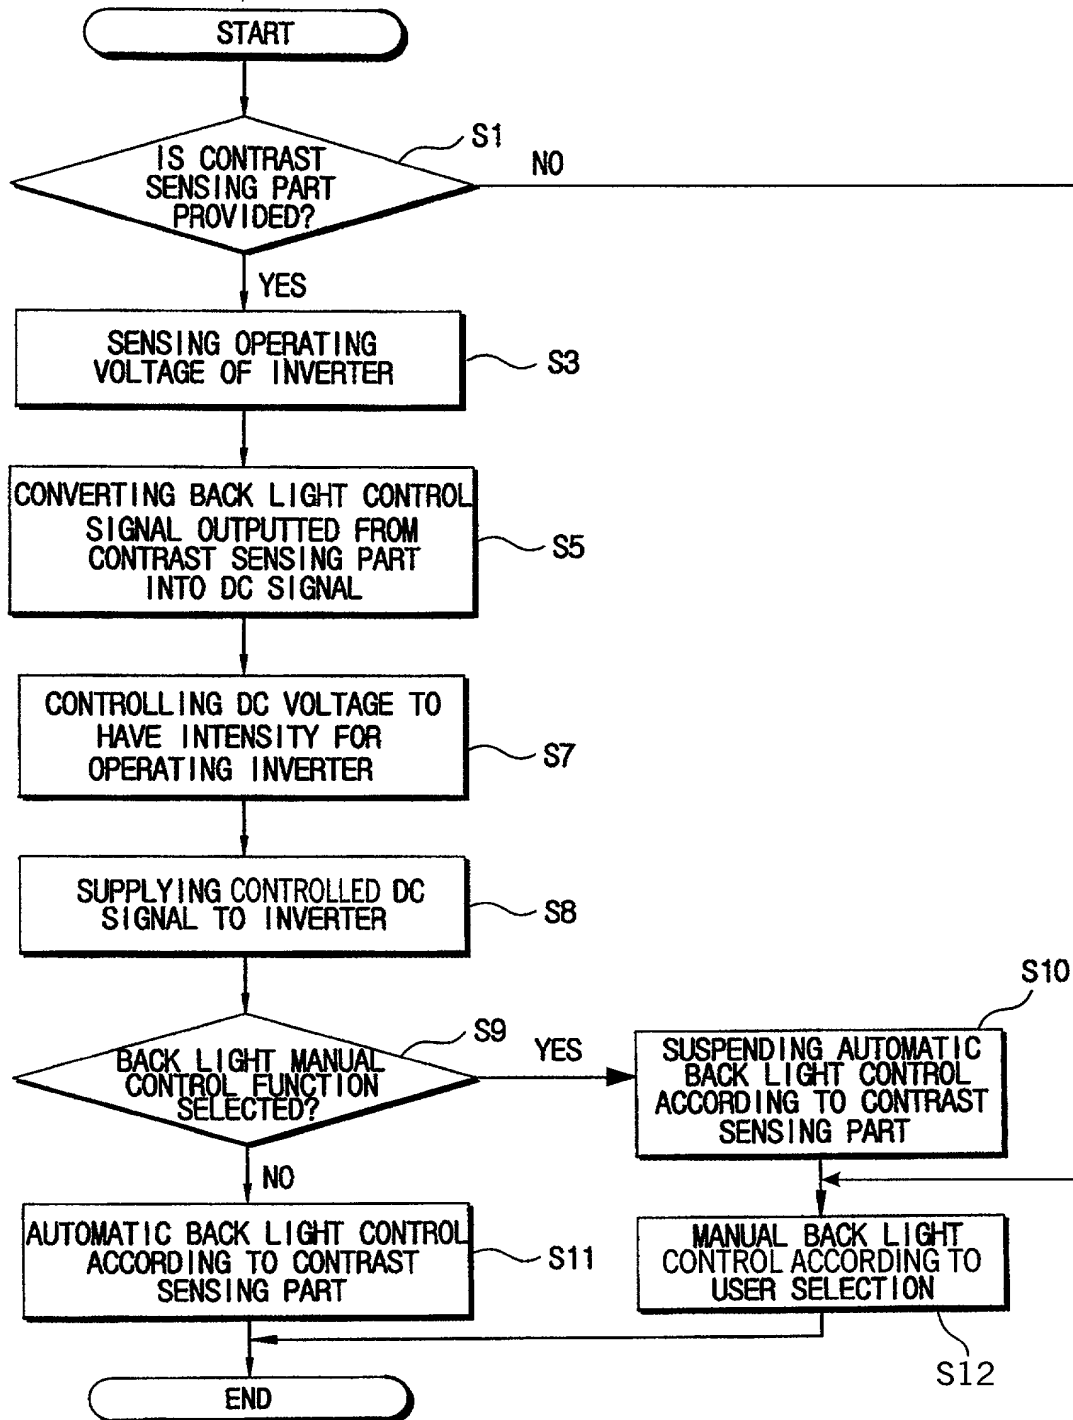 START
IS CONTRAST
SENSING PART
PROVIDED?
S1
NO
YES
SENSING OPERATING
VOLTAGE OF INVERTER
S3
CONVERTING BACK LIGHT CONTROL
SIGNAL OUTPUTTED FROM
CONTRAST SENSING PART
INTO DC SIGNAL
S5
CONTROLLING DC VOLTAGE TO
HAVE INTENSITY FOR
OPERATING INVERTER
S7
SUPPLYING CONTROLLED DC
SIGNAL TO INVERTER
S8
BACK LIGHT MANUAL
CONTROL FUNCTION
SELECTED?
S9
YES
SUSPENDING AUTOMATIC
BACK LIGHT CONTROL
ACCORDING TO CONTRAST
SENSING PART
S10
NO
AUTOMATIC BACK LIGHT CONTROL
ACCORDING TO CONTRAST
SENSING PART
S11
MANUAL BACK LIGHT
CONTROL ACCORDING TO
USER SELECTION
S12
END